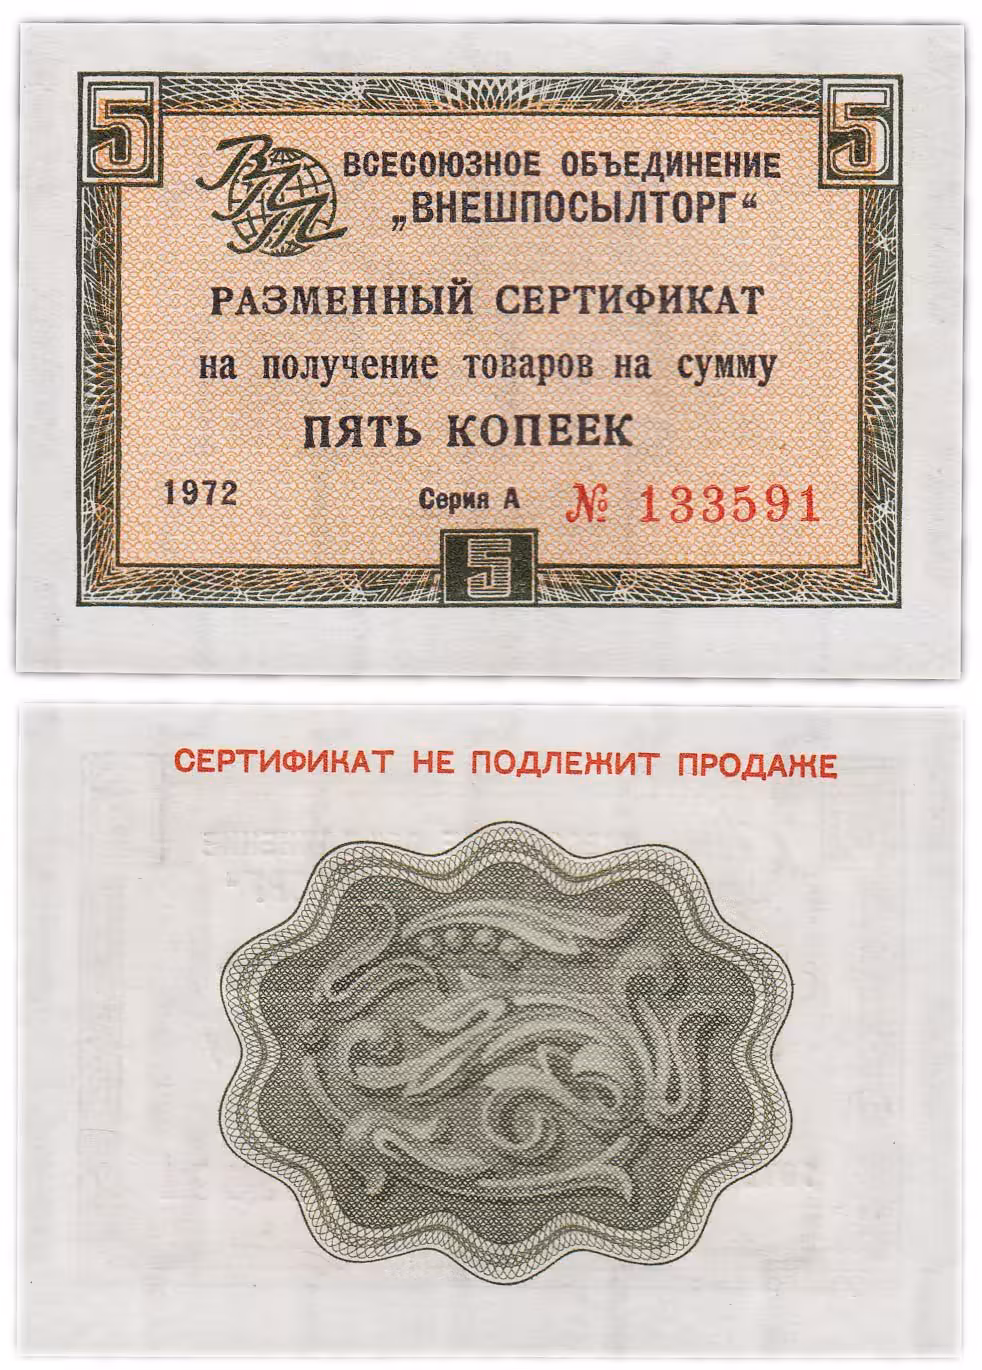 5 5
ВПТ
ВСЕСОЮЗНОЕ ОБЪЕДИНЕНИЕ
„ВНЕШПОСЫЛТОРГ“
РАЗМЕННЫЙ СЕРТИФИКАТ
на получение товаров на сумму
ПЯТЬ КОПЕЕК
1972 Серия А № 133591
5
СЕРТИФИКАТ НЕ ПОДЛЕЖИТ ПРОДАЖЕ